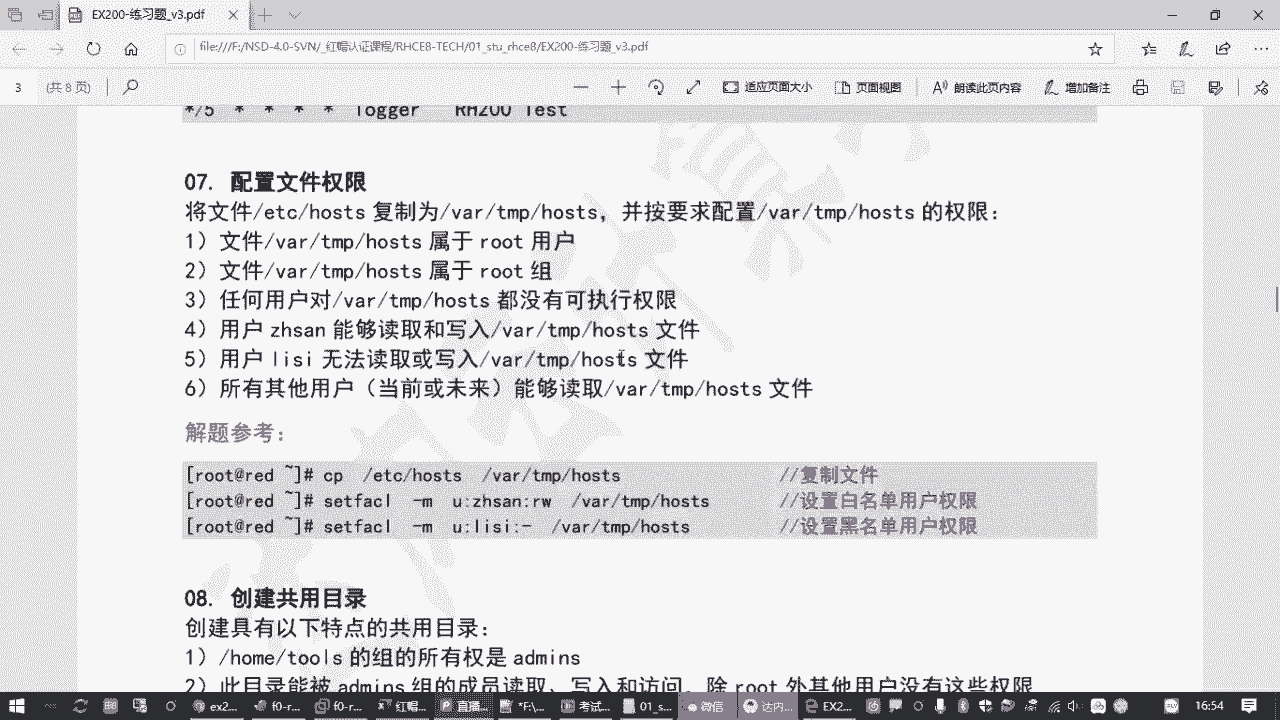 EX200-练习题_v3.pdf
file:///F:/NSD-4.0-SVN/_红帽认证课程/RHCE8-TECH/01_stu_rhce8/EX200-练习题_v3.pdf
3 (共 8 页) 适应页面大小 页面视图 朗读此页内容 增加备注
*/5 * * * * logger RH200 Test
07. 配置文件权限
将文件/etc/hosts 复制为/var/tmp/hosts，并按要求配置/var/tmp/hosts 的权限：
1）文件/var/tmp/hosts 属于 root 用户
2）文件/var/tmp/hosts 属于 root 组
3）任何用户对/var/tmp/hosts 都没有可执行权限
4）用户 zhsan 能够读取和写入/var/tmp/hosts 文件
5）用户 lisi 无法读取或写入/var/tmp/hosts 文件
6）所有其他用户（当前或未来）能够读取/var/tmp/hosts 文件
解题参考：
[root@red ~]# cp /etc/hosts /var/tmp/hosts //复制文件
[root@red ~]# setfacl -m u:zhsan:rw /var/tmp/hosts //设置白名单用户权限
[root@red ~]# setfacl -m u:lisi:- /var/tmp/hosts //设置黑名单用户权限
08. 创建共用目录
创建具有以下特点的共用目录：
1）/home/tools 的组的所有权是 admins
2）此目录能被 admins 组的成员读取、写入和访问，除 root 外其他用户没有这些权限
ex2... f0-r... f0-r... 红帽... 直播... *F:\... 考试... 01_s... 微信 达内... EX2... 16:54